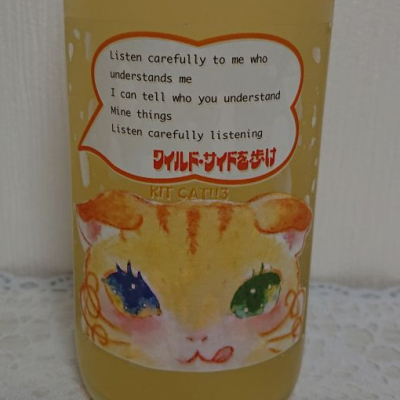 Listen carefully to me who
understands me
I can tell who you understand
Mine things
Listen carefully listening
ワイルド・サイドを歩け
KIT CAT113